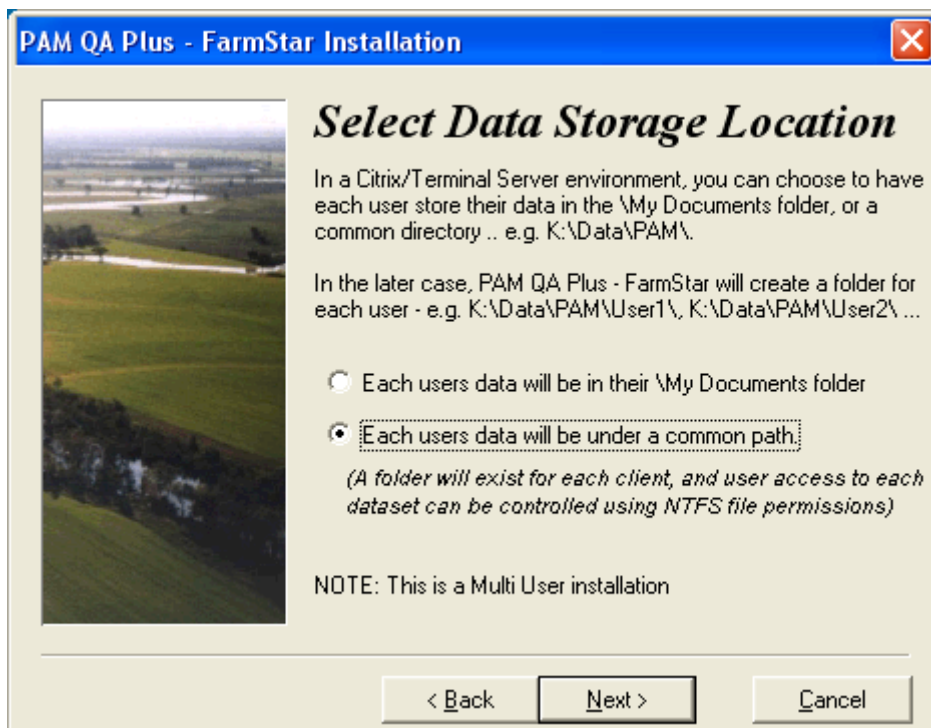 PAM QA Plus - FarmStar Installation
Select Data Storage Location
In a Citrix/Terminal Server environment, you can choose to have
each user store their data in the \My Documents folder, or a
common directory .. e.g. K:\Data\PAM\.
In the later case, PAM QA Plus - FarmStar will create a folder for
each user - e.g. K:\Data\PAM\User1\, K:\Data\PAM\User2\ ...
Each users data will be in their \My Documents folder
Each users data will be under a common path.
(A folder will exist for each client, and user access to each
dataset can be controlled using NTFS file permissions)
NOTE: This is a Multi User installation
< Back
Next >
Cancel